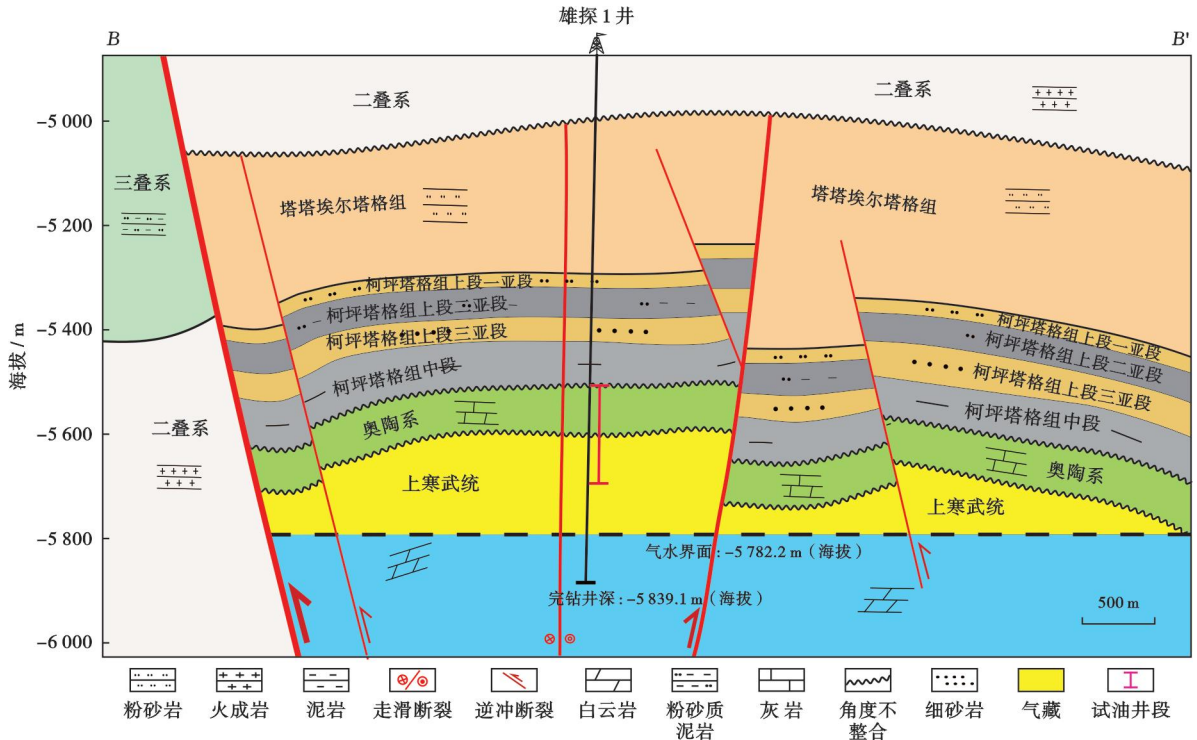 雄探1井
B
B'
二叠系
二叠系
-5 000
三叠系
塔塔埃尔塔格组
塔塔埃尔塔格组
-5 200
柯坪塔格组上段一亚段
柯坪塔格组上段二亚段
柯坪塔格组上段三亚段
柯坪塔格组中段
柯坪塔格组上段一亚段
柯坪塔格组上段二亚段
柯坪塔格组上段三亚段
柯坪塔格组中段
-5 400
海拔/m
二叠系
奥陶系
奥陶系
-5 600
上寒武统
上寒武统
-5 800
气水界面:-5 782.2 m(海拔)
完钻井深:-5 839.1 m(海拔)
500 m
-6 000
粉砂岩
火成岩
泥岩
走滑断裂
逆冲断裂
白云岩
粉砂质
泥岩
灰岩
角度不
整合
细砂岩
气藏
试油井段